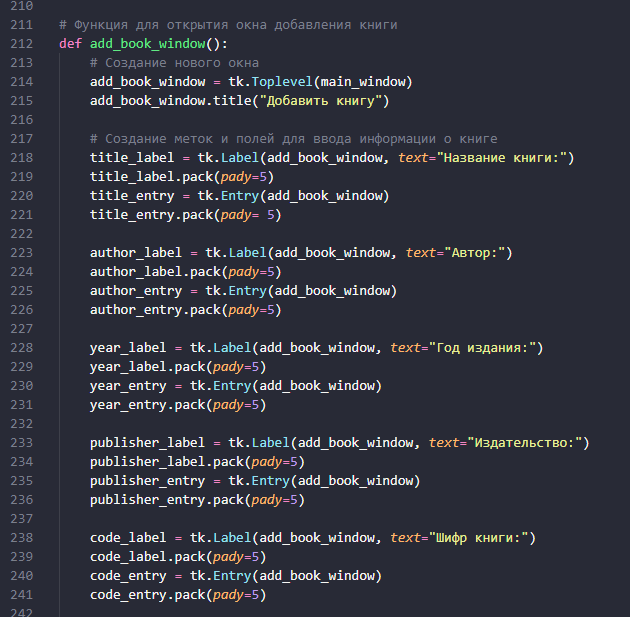 210
211 # Функция для открытия окна добавления книги
212 def add_book_window():
213     # Создание нового окна
214     add_book_window = tk.Toplevel(main_window)
215     add_book_window.title("Добавить книгу")
216
217     # Создание меток и полей для ввода информации о книге
218     title_label = tk.Label(add_book_window, text="Название книги:")
219     title_label.pack(pady=5)
220     title_entry = tk.Entry(add_book_window)
221     title_entry.pack(pady= 5)
222
223     author_label = tk.Label(add_book_window, text="Автор:")
224     author_label.pack(pady=5)
225     author_entry = tk.Entry(add_book_window)
226     author_entry.pack(pady=5)
227
228     year_label = tk.Label(add_book_window, text="Год издания:")
229     year_label.pack(pady=5)
230     year_entry = tk.Entry(add_book_window)
231     year_entry.pack(pady=5)
232
233     publisher_label = tk.Label(add_book_window, text="Издательство:")
234     publisher_label.pack(pady=5)
235     publisher_entry = tk.Entry(add_book_window)
236     publisher_entry.pack(pady=5)
237
238     code_label = tk.Label(add_book_window, text="Шифр книги:")
239     code_label.pack(pady=5)
240     code_entry = tk.Entry(add_book_window)
241     code_entry.pack(pady=5)
242